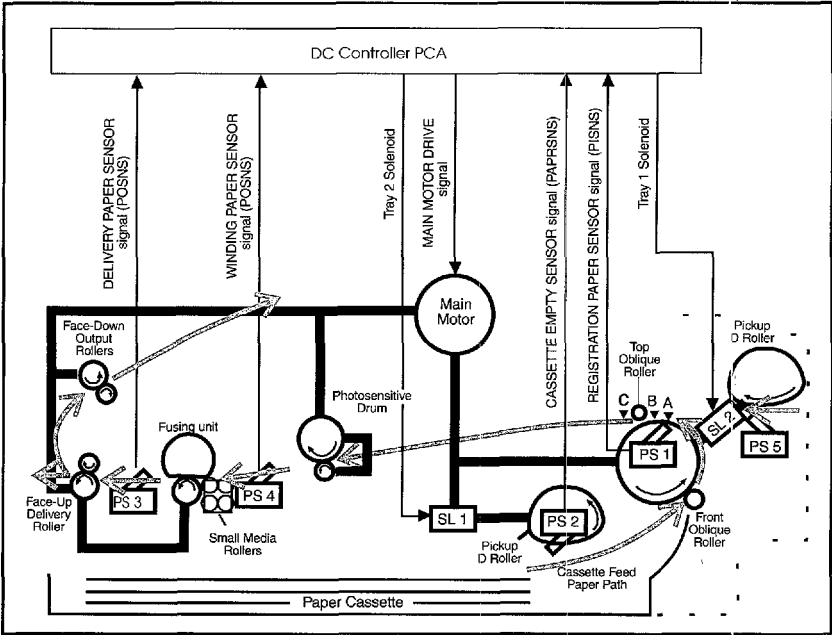 DC Controller PCA
DELIVERY PAPER SENSOR
signal (POSNS)
WINDING PAPER SENSOR
signal (POSNS)
Tray 2 Solenoid
MAIN MOTOR DRIVE
signal
CASSETTE EMPTY SENSOR signal (PAPRSNS)
REGISTRATION PAPER SENSOR signal (PISNS)
Tray 1 Solenoid
Main
Motor
Face-Down
Output
Rollers
Pickup
D Roller
Top
Oblique
Roller
C
B
A
Photosensitive
Drum
Fusing unit
SL 2
PS 1
PS 5
PS 3
PS 4
Face-Up
Delivery
Roller
Small Media
Rollers
SL 1
PS 2
Pickup
D Roller
Front
Oblique
Roller
Cassette Feed
Paper Path
Paper Cassette